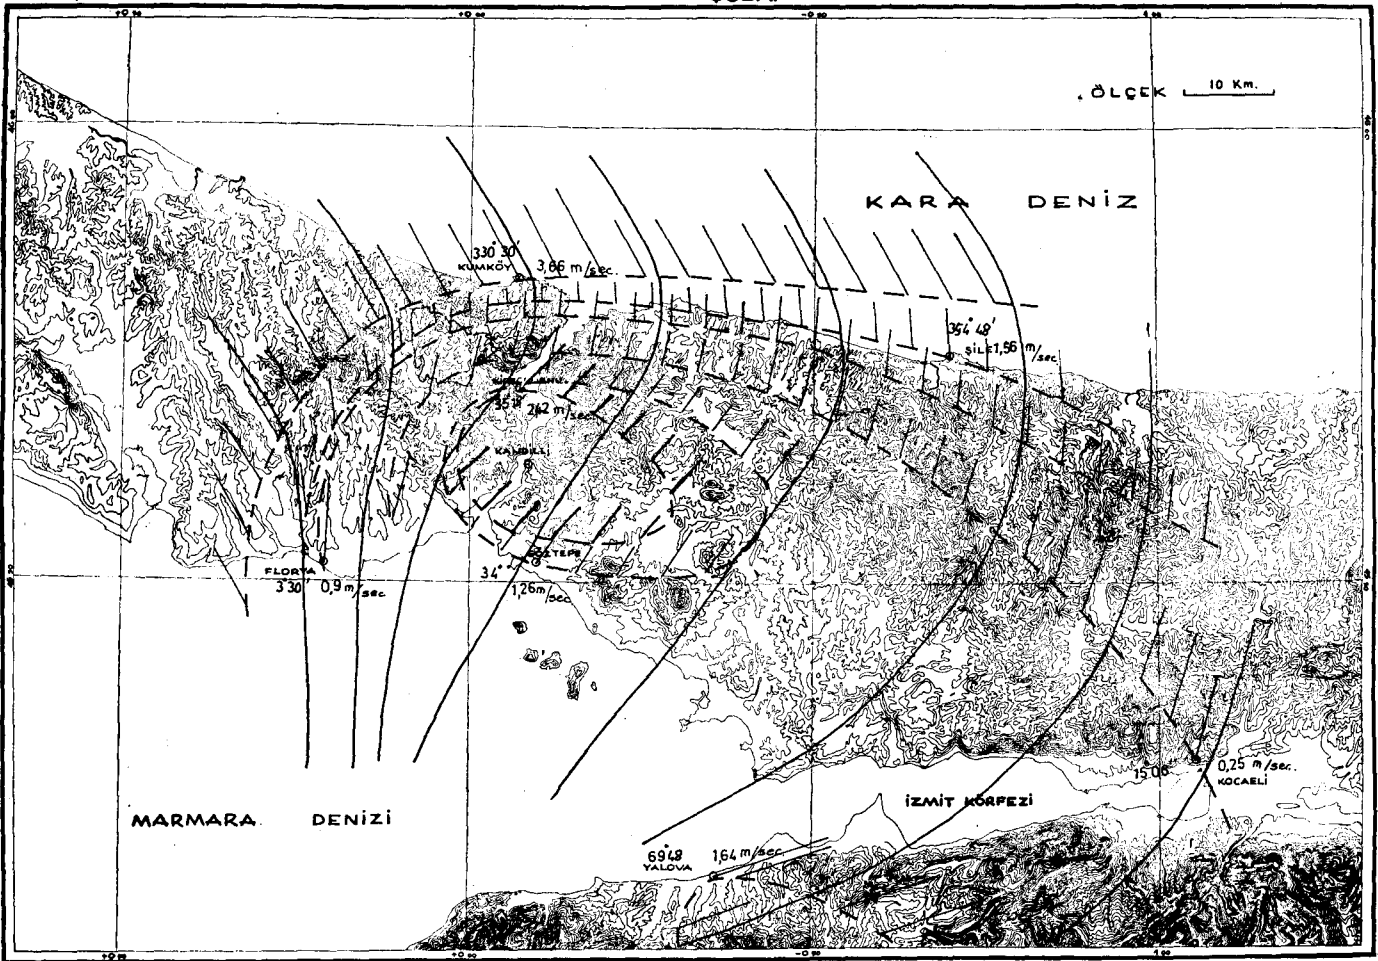 ÖLÇEK 10 Km.
KARA DENİZ
330° 30'
KUMKÖY 3,66 m/sec.
354° 48'
ŞİLE 1,56 m/sec
KANDİLLİ
GÖZTEPE
34°
1,26 m/sec
FLORYA
3°30' 0,9 m/sec
15.06 0,25 m/sec.
KOCAELİ
İZMİT KÖRFEZİ
MARMARA DENİZİ
69°48 1,64 m/sec.
YALOVA